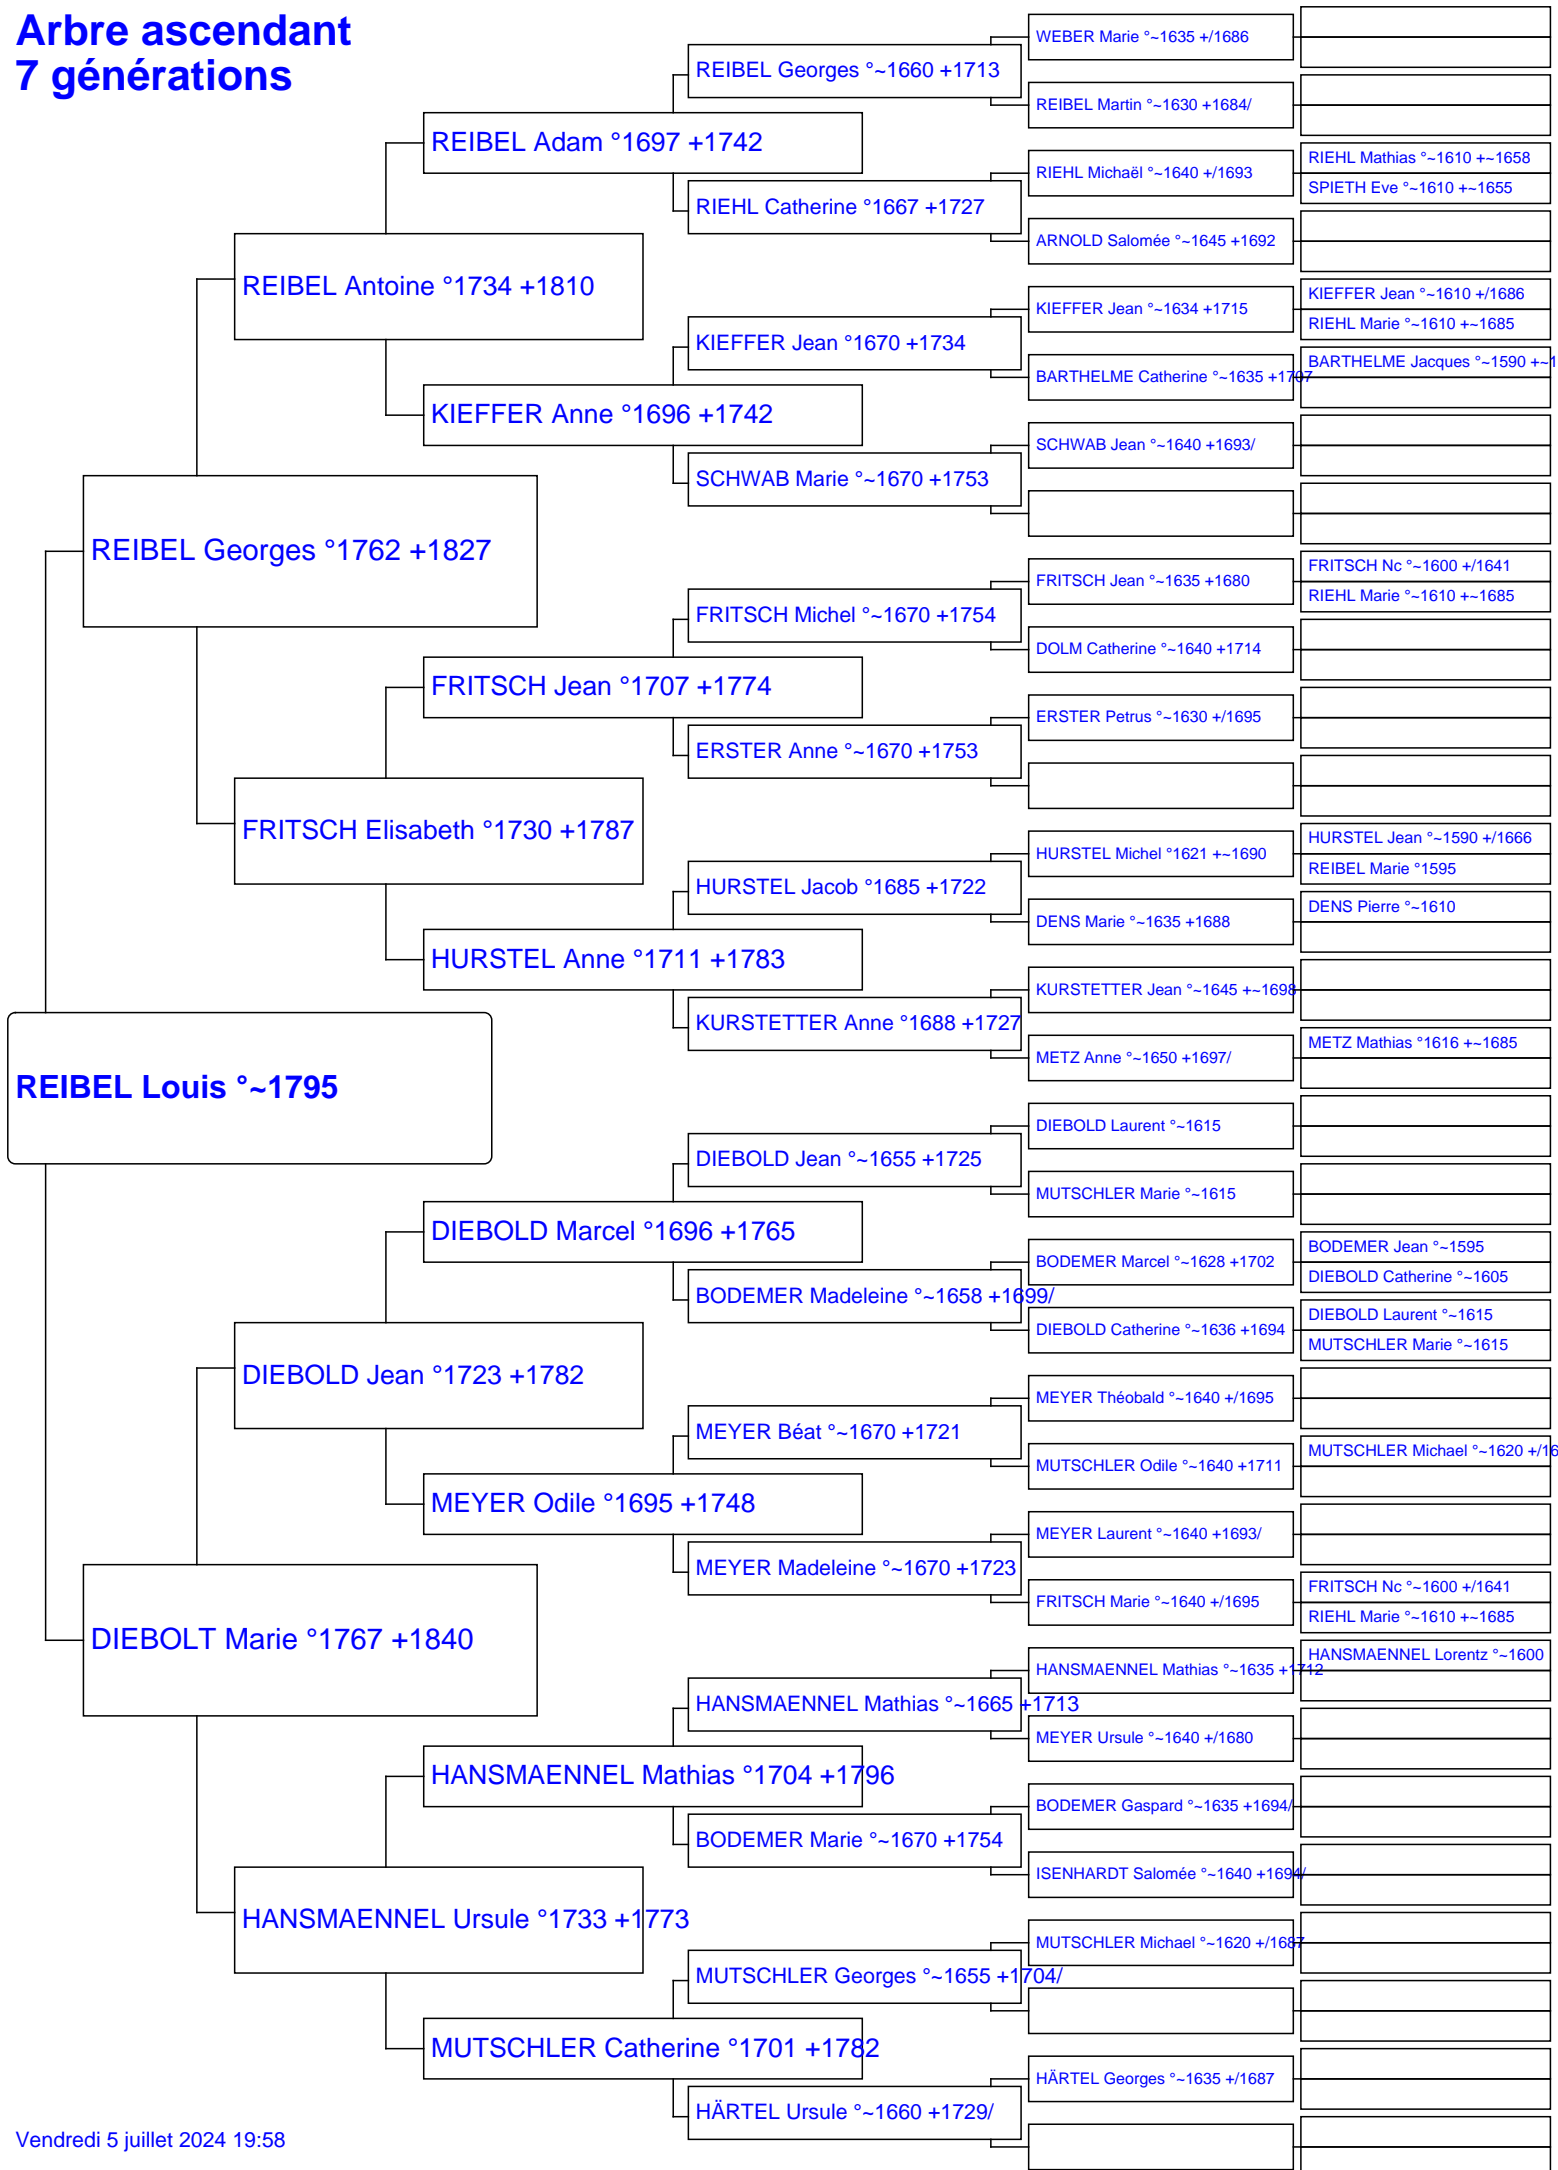 Arbre ascendant
7 générations
REIBEL Louis °~1795
REIBEL Georges °1762 +1827
DIEBOLT Marie °1767 +1840
REIBEL Antoine °1734 +1810
FRITSCH Elisabeth °1730 +1787
DIEBOLD Jean °1723 +1782
HANSMAENNEL Ursule °1733 +1773
REIBEL Adam °1697 +1742
KIEFFER Anne °1696 +1742
FRITSCH Jean °1707 +1774
HURSTEL Anne °1711 +1783
DIEBOLD Marcel °1696 +1765
MEYER Odile °1695 +1748
HANSMAENNEL Mathias °1704 +1796
MUTSCHLER Catherine °1701 +1782
REIBEL Georges °~1660 +1713
RIEHL Catherine °1667 +1727
KIEFFER Jean °1670 +1734
SCHWAB Marie °~1670 +1753
FRITSCH Michel °~1670 +1754
ERSTER Anne °~1670 +1753
HURSTEL Jacob °1685 +1722
KURSTETTER Anne °1688 +1727
DIEBOLD Jean °~1655 +1725
BODEMER Madeleine °~1658 +1699/
MEYER Béat °~1670 +1721
MEYER Madeleine °~1670 +1723
HANSMAENNEL Mathias °~1665 +1713
BODEMER Marie °~1670 +1754
MUTSCHLER Georges °~1655 +1704/
HÄRTEL Ursule °~1660 +1729/
WEBER Marie °~1635 +/1686
REIBEL Martin °~1630 +1684/
RIEHL Michaël °~1640 +/1693
ARNOLD Salomée °~1645 +1692
KIEFFER Jean °~1634 +1715
BARTHELME Catherine °~1635 +1707
SCHWAB Jean °~1640 +1693/
FRITSCH Jean °~1635 +1680
DOLM Catherine °~1640 +1714
ERSTER Petrus °~1630 +/1695
HURSTEL Michel °1621 +~1690
DENS Marie °~1635 +1688
KURSTETTER Jean °~1645 +~1698
METZ Anne °~1650 +1697/
DIEBOLD Laurent °~1615
MUTSCHLER Marie °~1615
BODEMER Marcel °~1628 +1702
DIEBOLD Catherine °~1636 +1694
MEYER Théobald °~1640 +/1695
MUTSCHLER Odile °~1640 +1711
MEYER Laurent °~1640 +1693/
FRITSCH Marie °~1640 +/1695
HANSMAENNEL Mathias °~1635 +1712
MEYER Ursule °~1640 +/1680
BODEMER Gaspard °~1635 +1694/
ISENHARDT Salomée °~1640 +1694/
MUTSCHLER Michael °~1620 +/1687
HÄRTEL Georges °~1635 +/1687
RIEHL Mathias °~1610 +~1658
SPIETH Eve °~1610 +~1655
KIEFFER Jean °~1610 +/1686
RIEHL Marie °~1610 +~1685
BARTHELME Jacques °~1590 +~1
FRITSCH Nc °~1600 +/1641
RIEHL Marie °~1610 +~1685
HURSTEL Jean °~1590 +/1666
REIBEL Marie °1595
DENS Pierre °~1610
METZ Mathias °1616 +~1685
BODEMER Jean °~1595
DIEBOLD Catherine °~1605
DIEBOLD Laurent °~1615
MUTSCHLER Marie °~1615
MUTSCHLER Michael °~1620 +/16
FRITSCH Nc °~1600 +/1641
RIEHL Marie °~1610 +~1685
HANSMAENNEL Lorentz °~1600
Vendredi 5 juillet 2024 19:58